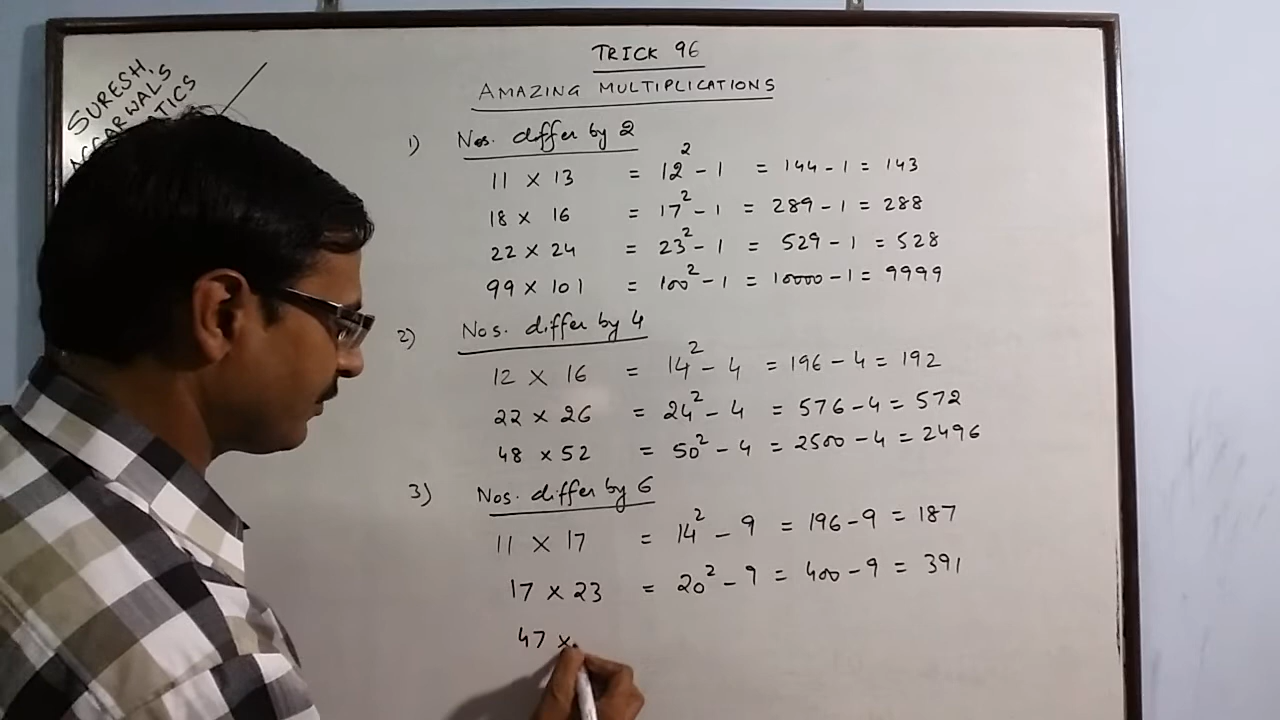 SURESH
AGGARWAL'S
TRICK 96
AMAZING MULTIPLICATIONS
1) Nos. differ by 2
11 × 13 = 12² - 1 = 144 - 1 = 143
18 × 16 = 17² - 1 = 289 - 1 = 288
22 × 24 = 23² - 1 = 529 - 1 = 528
99 × 101 = 100² - 1 = 10000 - 1 = 9999
2) Nos. differ by 4
12 × 16 = 14² - 4 = 196 - 4 = 192
22 × 26 = 24² - 4 = 576 - 4 = 572
48 × 52 = 50² - 4 = 2500 - 4 = 2496
3) Nos. differ by 6
11 × 17 = 14² - 9 = 196 - 9 = 187
17 × 23 = 20² - 9 = 400 - 9 = 391
47 ×